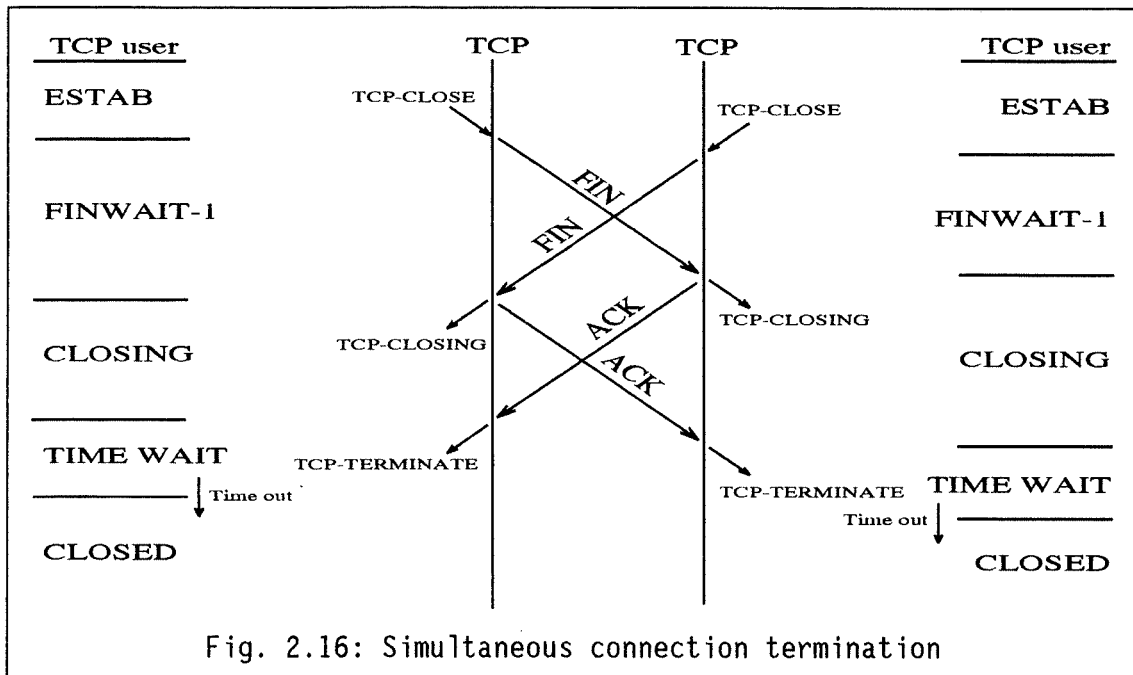 TCP user
TCP
TCP
TCP user
ESTAB
TCP-CLOSE
TCP-CLOSE
ESTAB
FINWAIT-1
FIN
FIN
FINWAIT-1
TCP-CLOSING
ACK
TCP-CLOSING
CLOSING
ACK
CLOSING
TIME WAIT
TCP-TERMINATE
TCP-TERMINATE
TIME WAIT
Time out
Time out
CLOSED
CLOSED
Fig. 2.16: Simultaneous connection termination